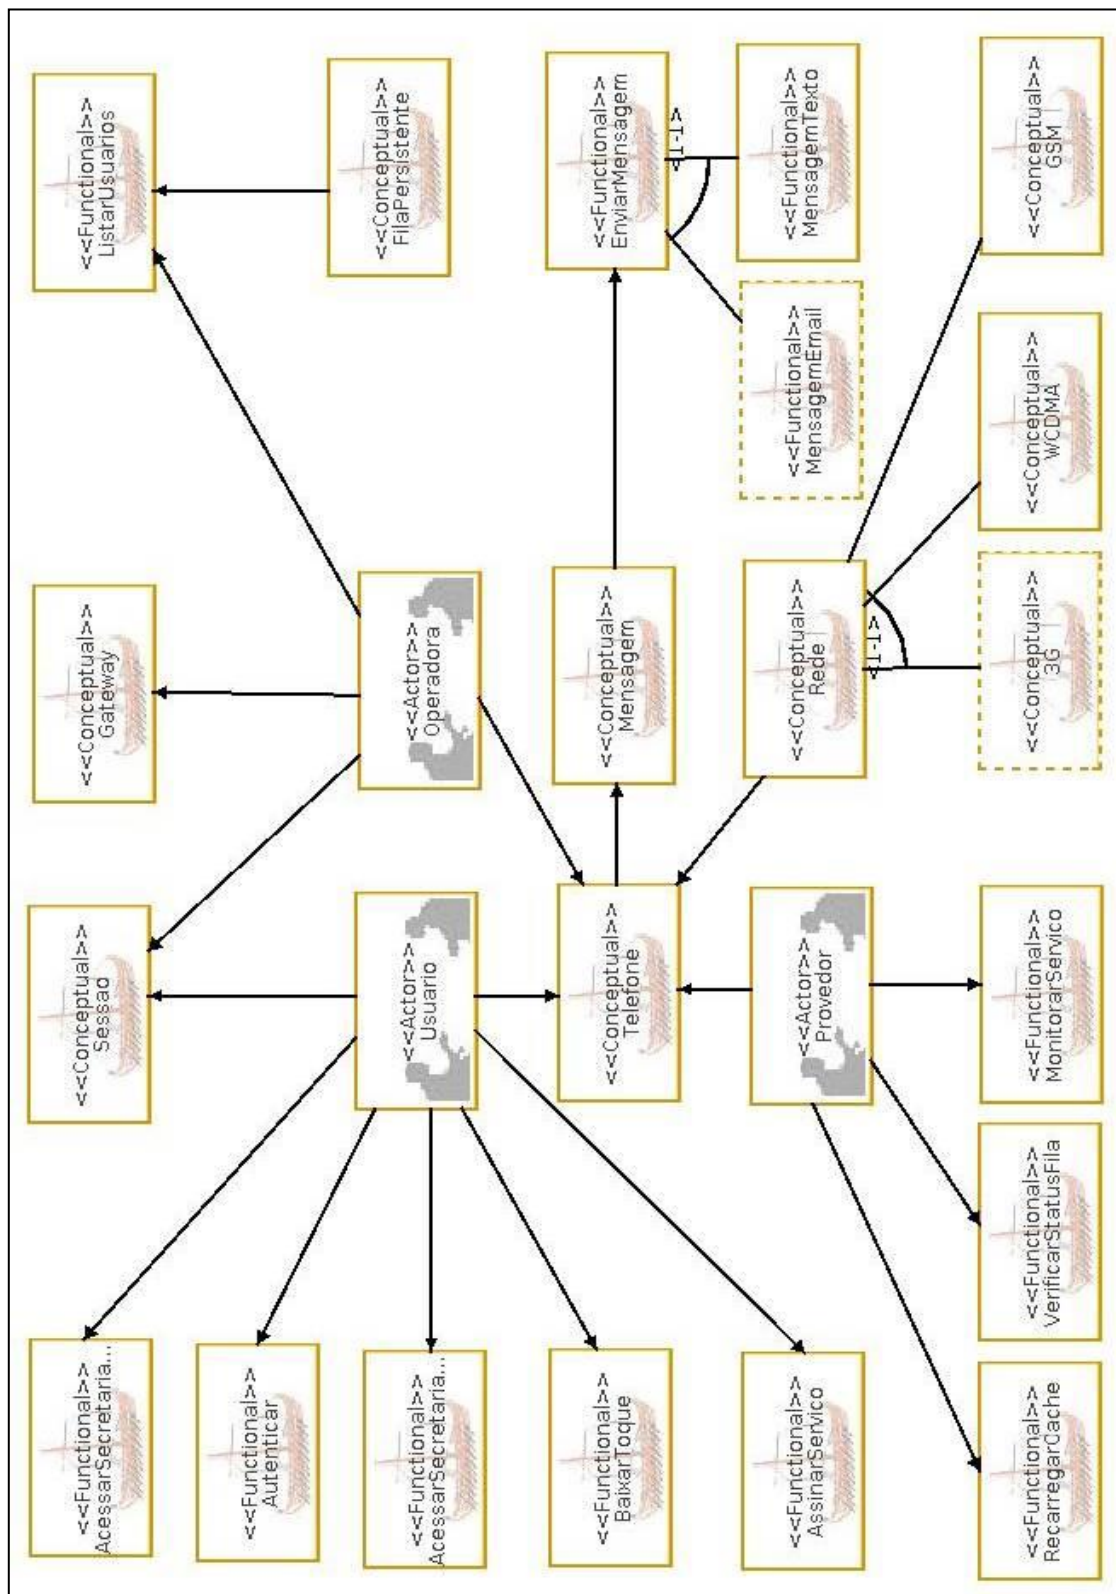 <<Functional>>
AcessarSecretaria...
<<Conceptual>>
Sessao
<<Conceptual>>
Gateway
<<Functional>>
ListarUsuarios
<<Functional>>
Autenticar
<<Functional>>
AcessarSecretaria...
<<Actor>>
Usuario
<<Actor>>
Operadora
<<Conceptual>>
FilaPersistente
<<Functional>>
BaixarToque
<<Conceptual>>
Telefone
<<Conceptual>>
Mensagem
<<Functional>>
EnviarMensagem
<1-1>
<<Functional>>
AssinarServico
<<Actor>>
Provedor
<<Conceptual>>
Rede
<1-1>
<<Functional>>
MensagemEmail
<<Functional>>
MensagemTexto
<<Functional>>
RecarregarCache
<<Functional>>
VerificarStatusFila
<<Functional>>
MonitorarServico
<<Conceptual>>
3G
<<Conceptual>>
WCDMA
<<Conceptual>>
GSM